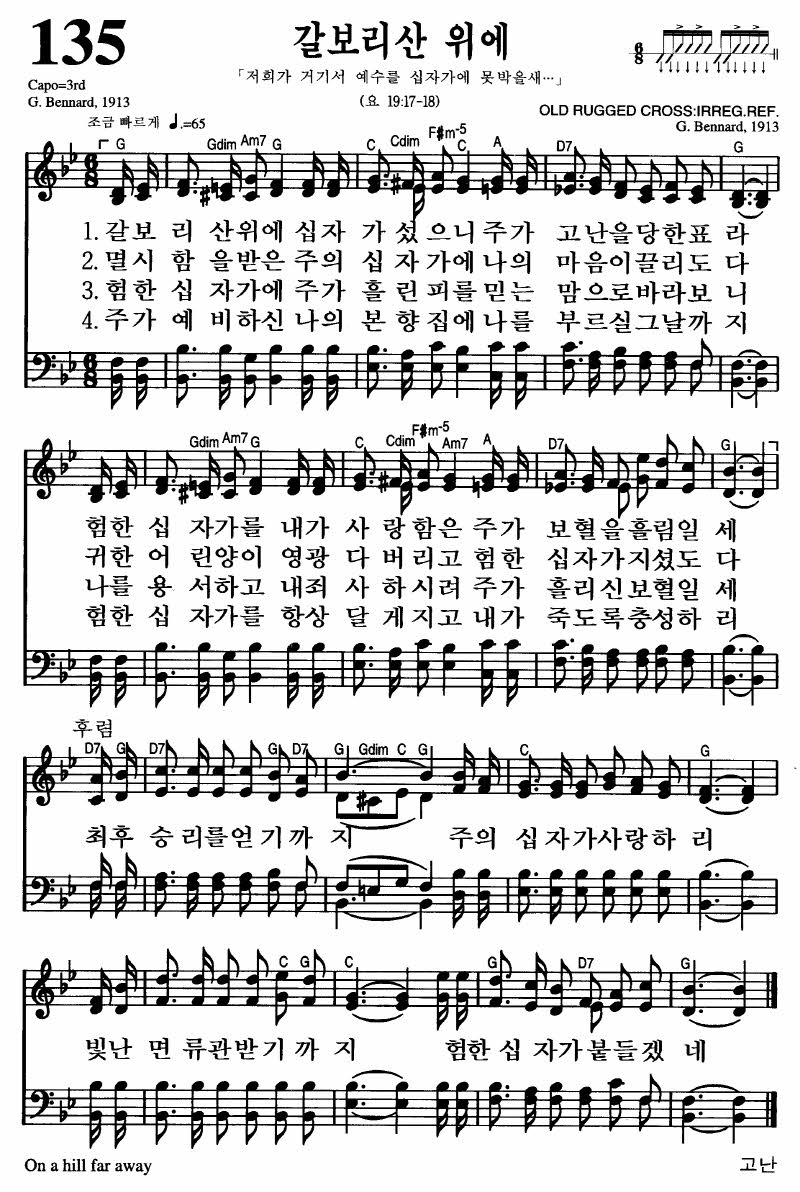 135
갈보리산 위에
「저희가 거기서 예수를 십자가에 못박을새…」
(요 19:17-18)
6/8
Capo=3rd
G. Bennard, 1913
OLD RUGGED CROSS:IRREG.REF.
G. Bennard, 1913
조금 빠르게 ♩.=65
G Gdim Am7 G C Cdim F#m-5 C A D7 G
1. 갈보 리 산위에 십자 가 섰 으니 주가 고난을당한표 라
2. 멸시 함 을받은 주의 십 자 가에 나의 마음이끌리도 다
3. 험한 십 자가에 주가 흘 린 피를 믿는 맘으로바라보 니
4. 주가 예 비하신 나의 본 향 집에 나를 부르실그날까 지
Gdim Am7 G C Cdim F#m-5 Am7 A D7 G
험한 십 자가를 내가 사 랑 함은 주가 보혈을흘림일 세
귀한 어 린양이 영광 다 버 리고 험한 십자가지셨도 다
나를 용 서하고 내죄 사 하 시려 주가 흘리신보혈일 세
험한 십 자가를 항상 달 게 지고 내가 죽도록충성하 리
후렴
D7 G D7 G D7 G Gdim C G C G
최후 승 리를얻 기까 지 주의 십 자가사랑하 리
C G C G D7 G
빛난 면 류관받 기까 지 험한 십 자가붙들겠 네
On a hill far away
고난